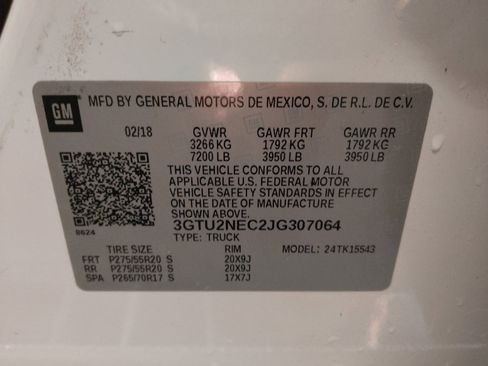 GM
MFD BY GENERAL MOTORS DE MEXICO, S. DE R.L. DE C.V.
02/18 GVWR GAWR FRT GAWR RR
3266 KG 1792 KG 1792 KG
7200 LB 3950 LB 3950 LB
THIS VEHICLE CONFORMS TO ALL
APPLICABLE U.S. FEDERAL MOTOR
VEHICLE SAFETY STANDARDS IN EFFECT
ON THE DATE OF MANUFACTURE
SHOWN ABOVE.
3GTU2NEC2JG307064
8624
TYPE: TRUCK
TIRE SIZE RIM MODEL: 24TK15543
FRT P275/55R20 S 20X9J
RR P275/55R20 S 20X9J
SPA P265/70R17 S 17X7J